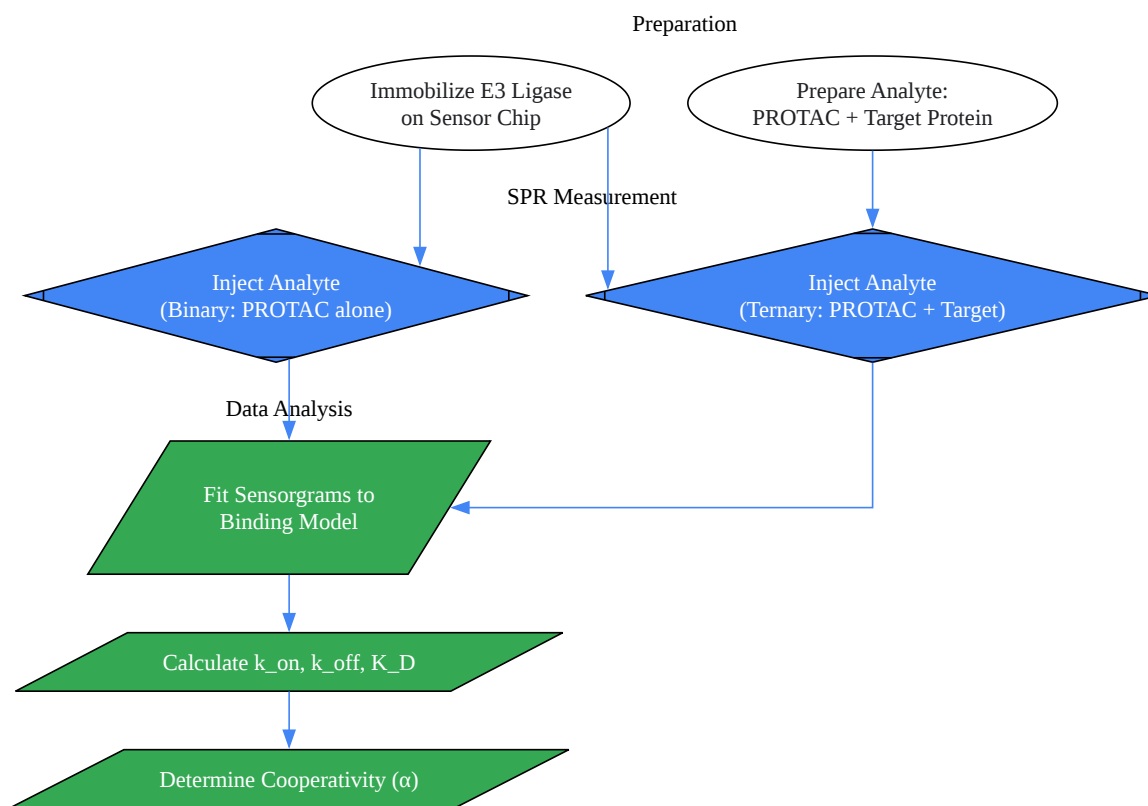 Preparation
Immobilize E3 Ligase
on Sensor Chip
Prepare Analyte:
PROTAC + Target Protein
SPR Measurement
Inject Analyte
(Binary: PROTAC alone)
Inject Analyte
(Ternary: PROTAC + Target)
Data Analysis
Fit Sensorgrams to
Binding Model
Calculate k_on, k_off, K_D
Determine Cooperativity (α)